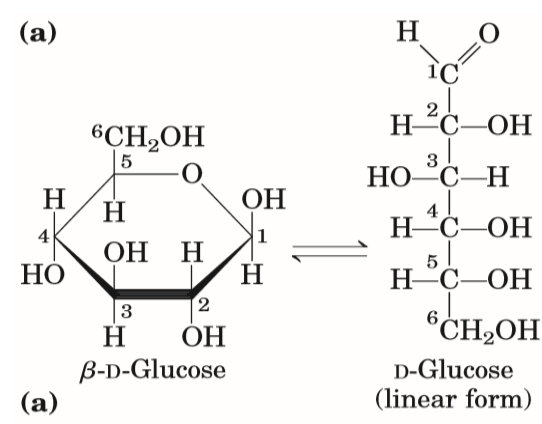 (a)
H O
1C
2
H–C–OH
3
HO–C–H
4
H–C–OH
5
H–C–OH
6CH2OH
6CH2OH
5
O
H OH
H
4 1
OH H
HO H
3 2
H OH
β-D-Glucose
D-Glucose
(linear form)
(a)